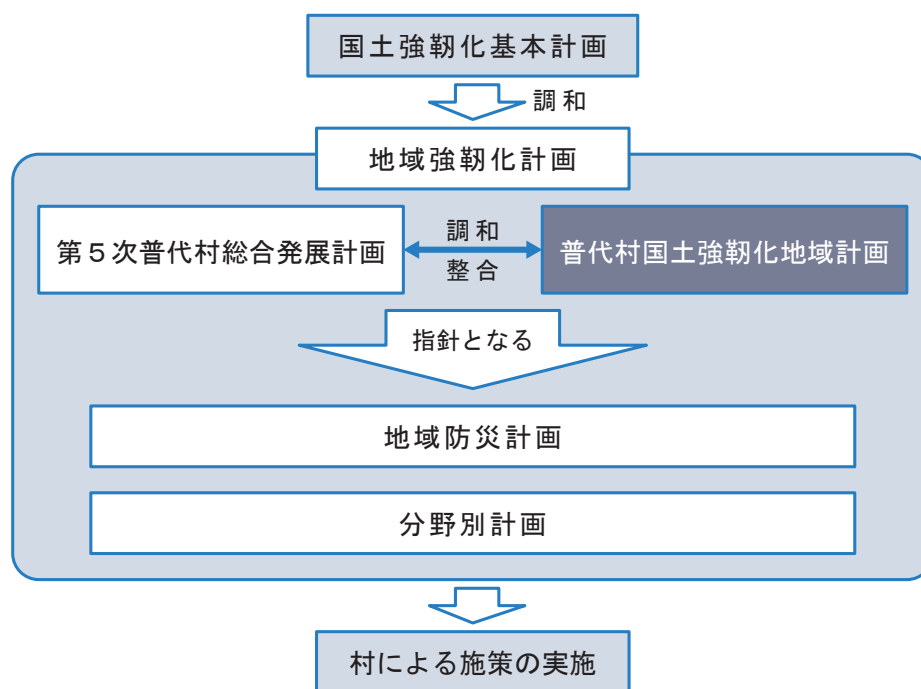 国土強靭化基本計画
調和
地域強靭化計画
第5次普代村総合発展計画
調和
整合
普代村国土強靭化地域計画
指針となる
地域防災計画
分野別計画
村による施策の実施